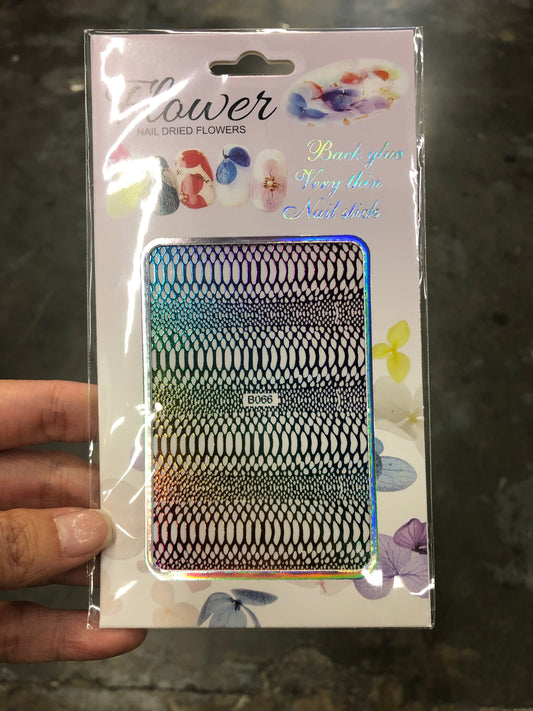 Flower
NAIL DRIED FLOWERS
Back glue
Very thin
Nail stick
B066